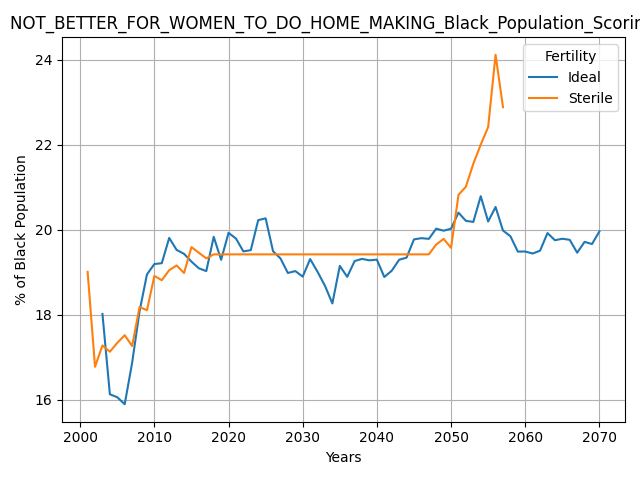 NOT_BETTER_FOR_WOMEN_TO_DO_HOME_MAKING_Black_Population_Scorin
24
22
20
18
16
% of Black Population
Fertility
Ideal
Sterile
2000 2010 2020 2030 2040 2050 2060 2070
Years